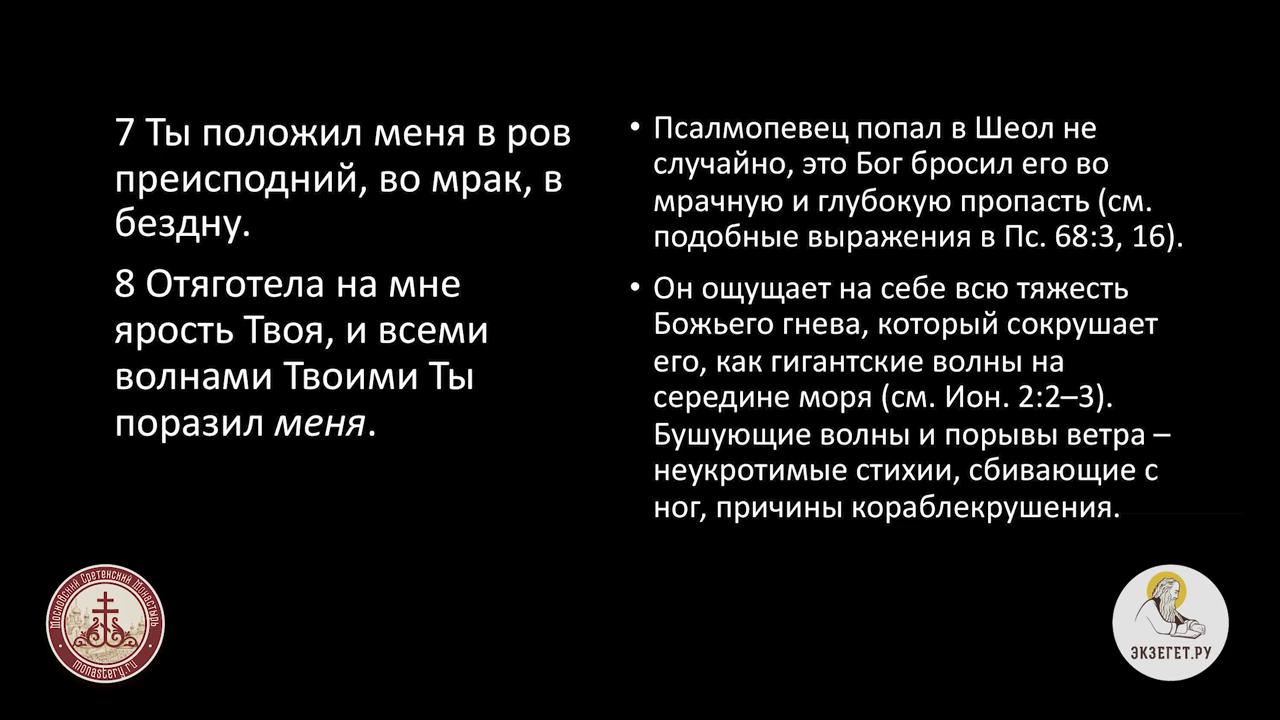 7 Ты положил меня в ров
преисподний, во мрак, в
бездну.
8 Отяготела на мне
ярость Твоя, и всеми
волнами Твоими Ты
поразил меня.
• Псалмопевец попал в Шеол не
случайно, это Бог бросил его во
мрачную и глубокую пропасть (см.
подобные выражения в Пс. 68:3, 16).
• Он ощущает на себе всю тяжесть
Божьего гнева, который сокрушает
его, как гигантские волны на
середине моря (см. Ион. 2:2–3).
Бушующие волны и порывы ветра –
неукротимые стихии, сбивающие с
ног, причины кораблекрушения.
Московский Сретенский Монастырь
monastery.ru
ЭКЗЕГЕТ.РУ